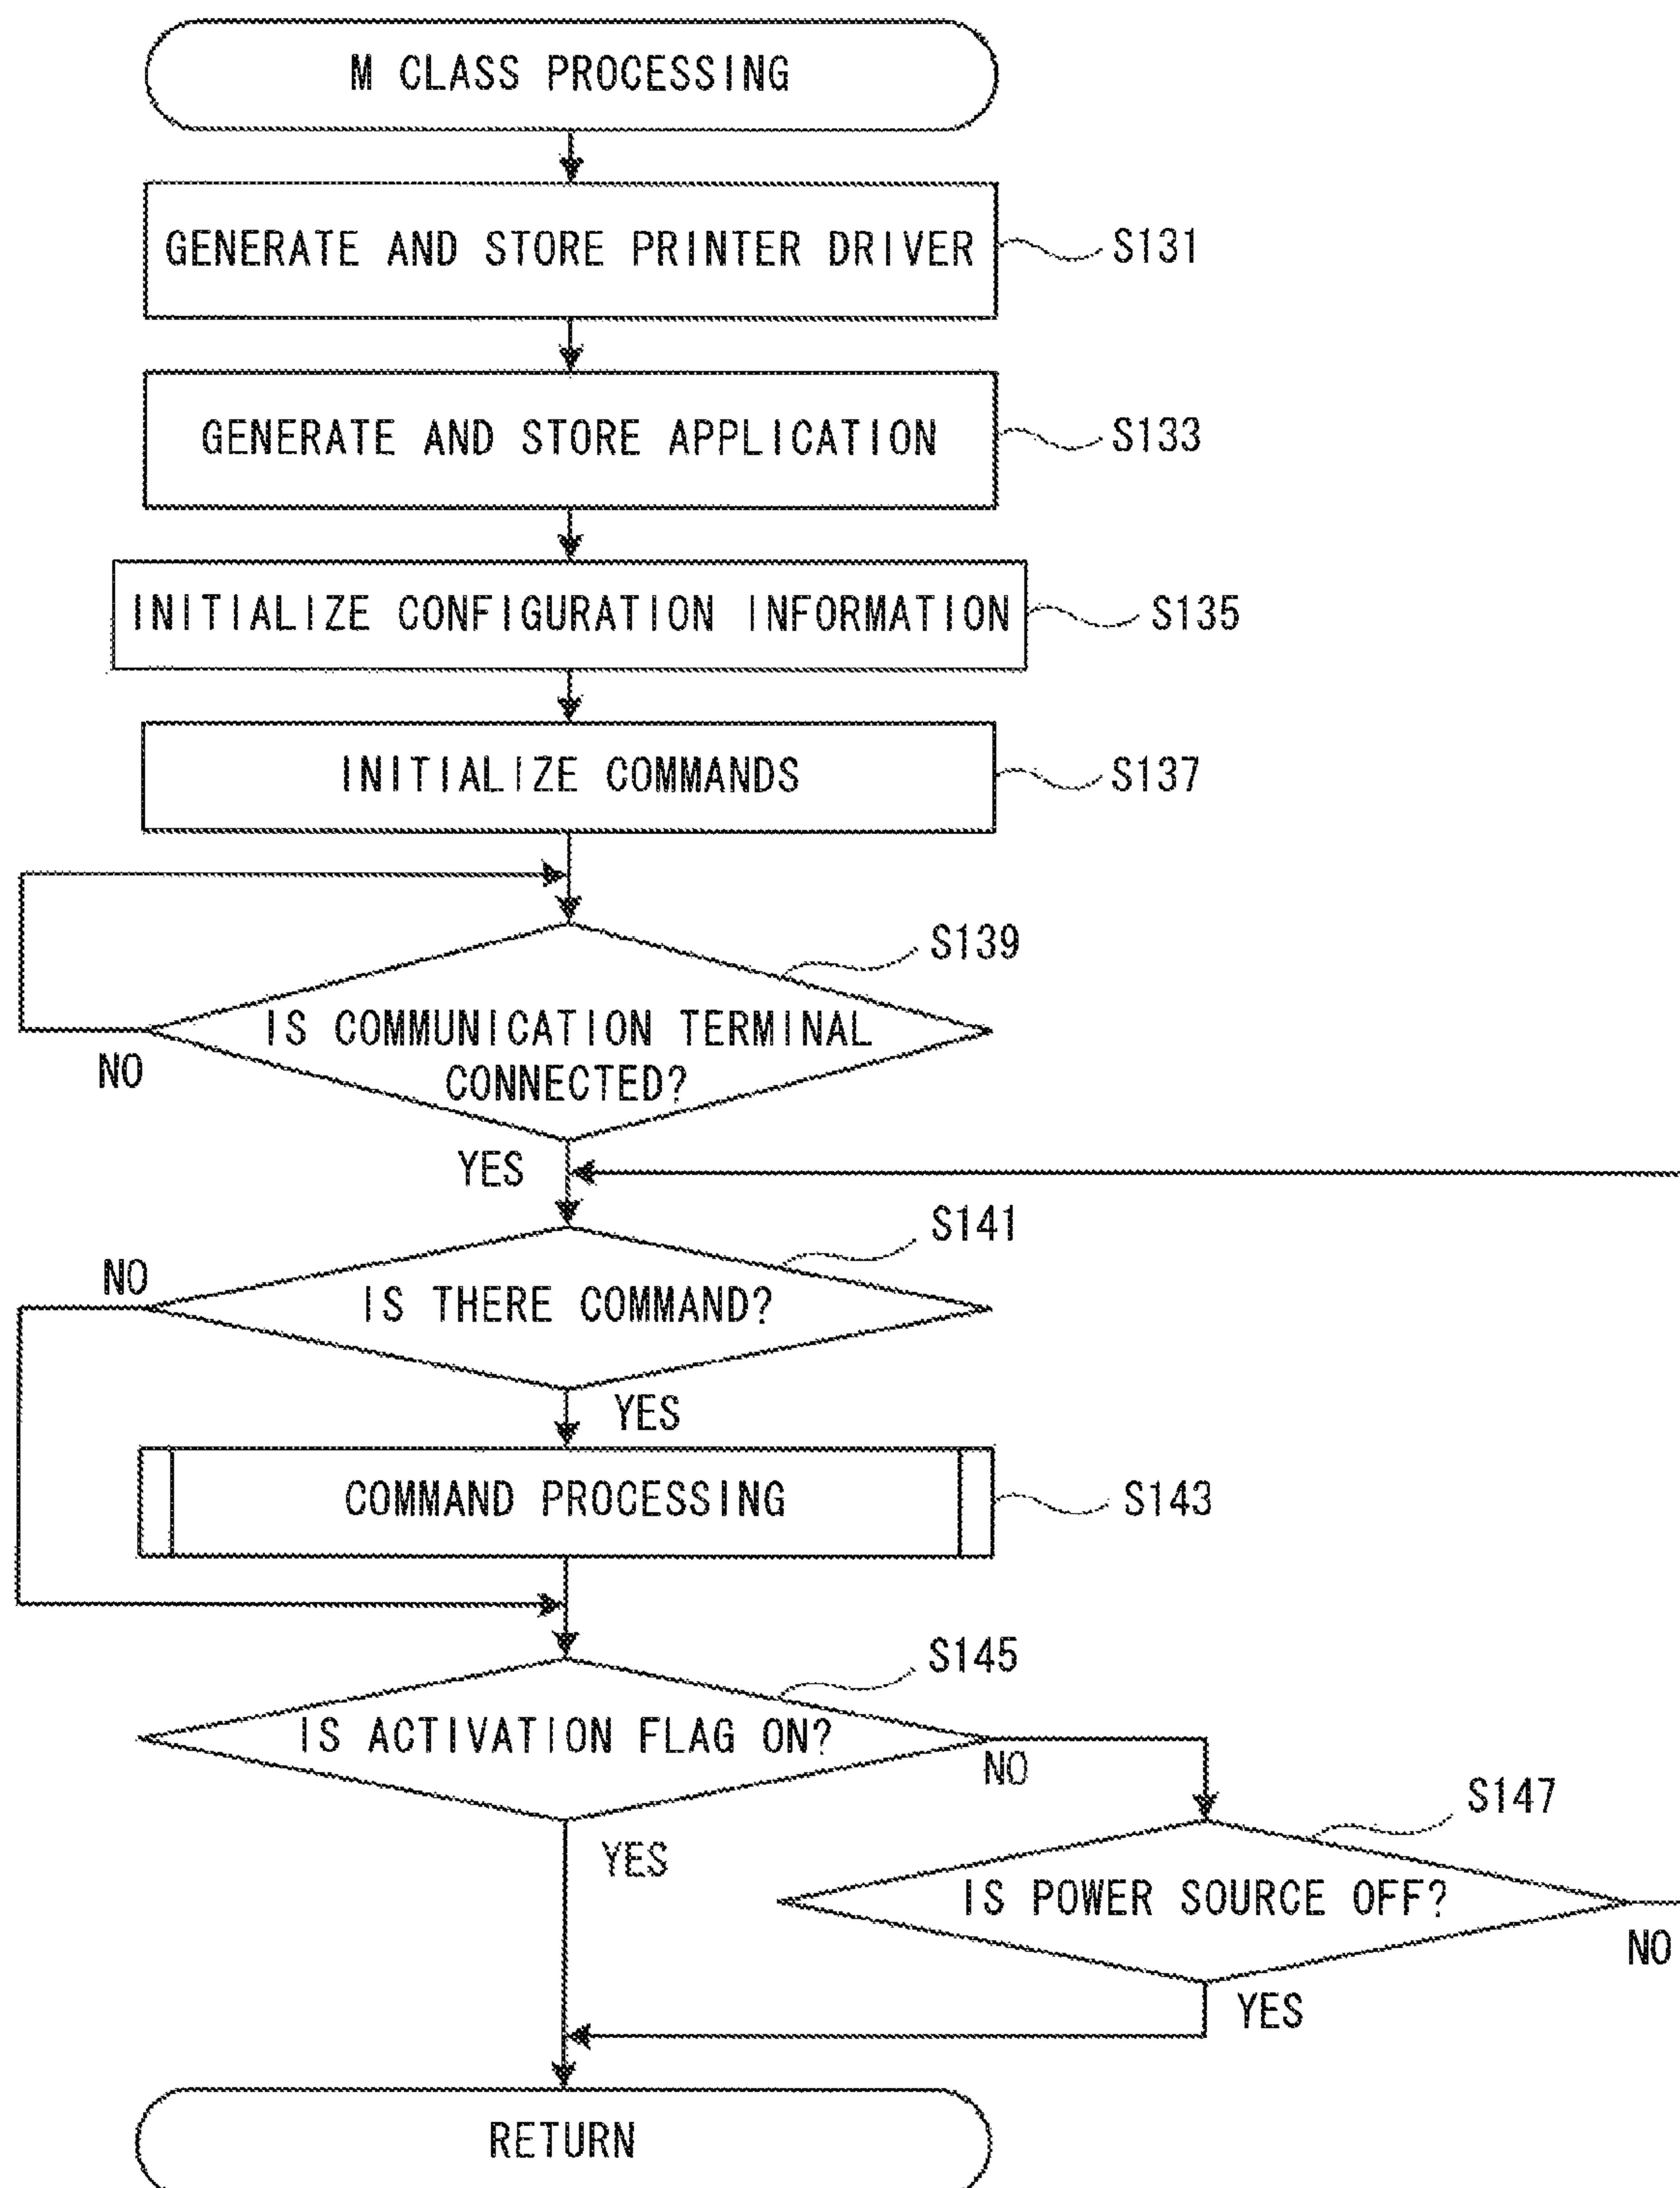 M CLASS PROCESSING
GENERATE AND STORE PRINTER DRIVER
S131
GENERATE AND STORE APPLICATION
S133
INITIALIZE CONFIGURATION INFORMATION
S135
INITIALIZE COMMANDS
S137
S139
IS COMMUNICATION TERMINAL
CONNECTED?
NO
YES
S141
NO
IS THERE COMMAND?
YES
COMMAND PROCESSING
S143
S145
IS ACTIVATION FLAG ON?
NO
S147
YES
IS POWER SOURCE OFF?
NO
YES
RETURN